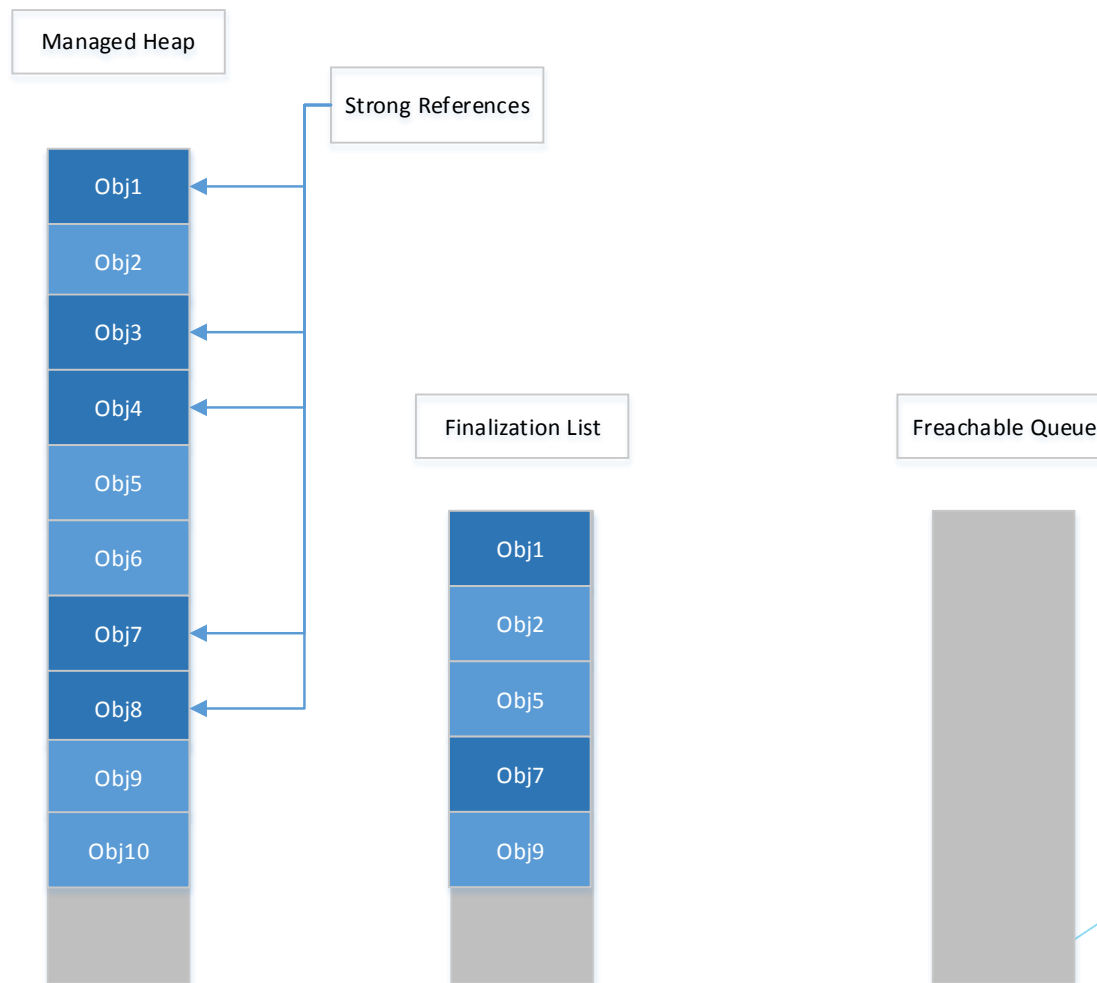 Managed Heap
Strong References
Obj1
Obj2
Obj3
Obj4
Obj5
Obj6
Obj7
Obj8
Obj9
Obj10
Finalization List
Obj1
Obj2
Obj5
Obj7
Obj9
Freachable Queue